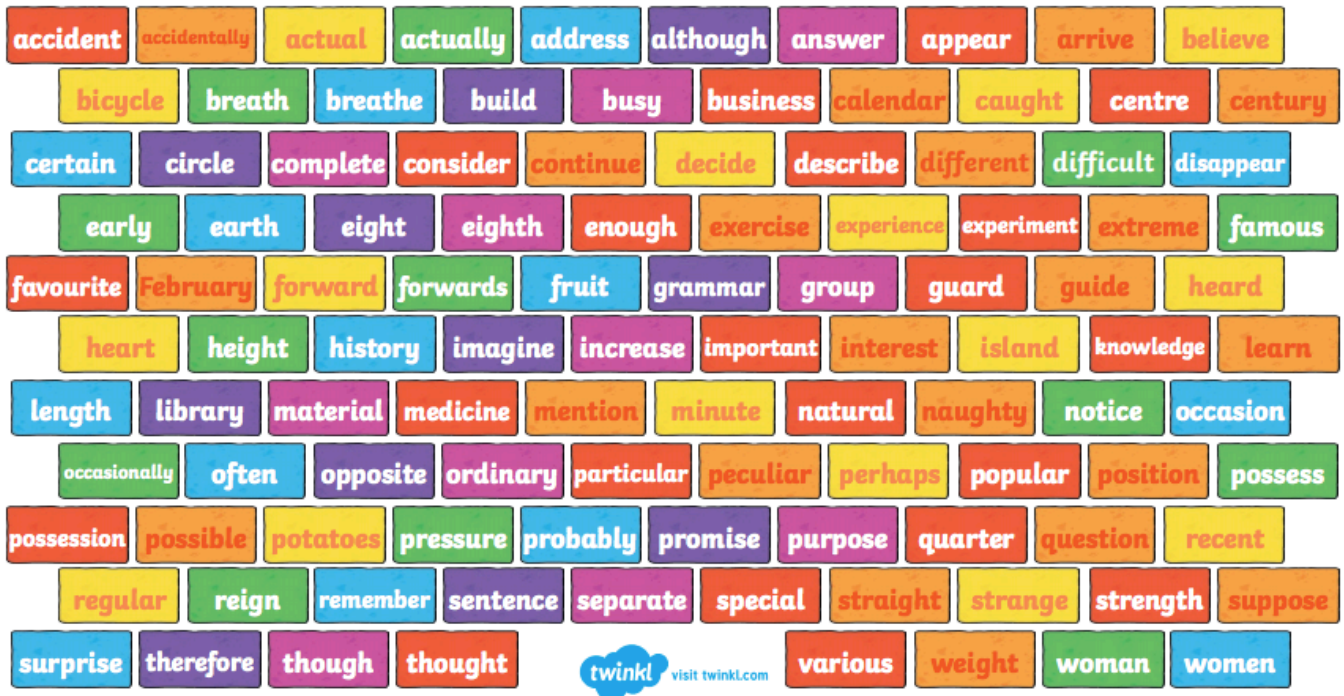 accident accidentally actual actually address although answer appear arrive believe
bicycle breath breathe build busy business calendar caught centre century
certain circle complete consider continue decide describe different difficult disappear
early earth eight eighth enough exercise experience experiment extreme famous
favourite February forward forwards fruit grammar group guard guide heard
heart height history imagine increase important interest island knowledge learn
length library material medicine mention minute natural naughty notice occasion
occasionally often opposite ordinary particular peculiar perhaps popular position possess
possession possible potatoes pressure probably promise purpose quarter question recent
regular reign remember sentence separate special straight strange strength suppose
surprise therefore though thought twinkl visit twinkl.com various weight woman women